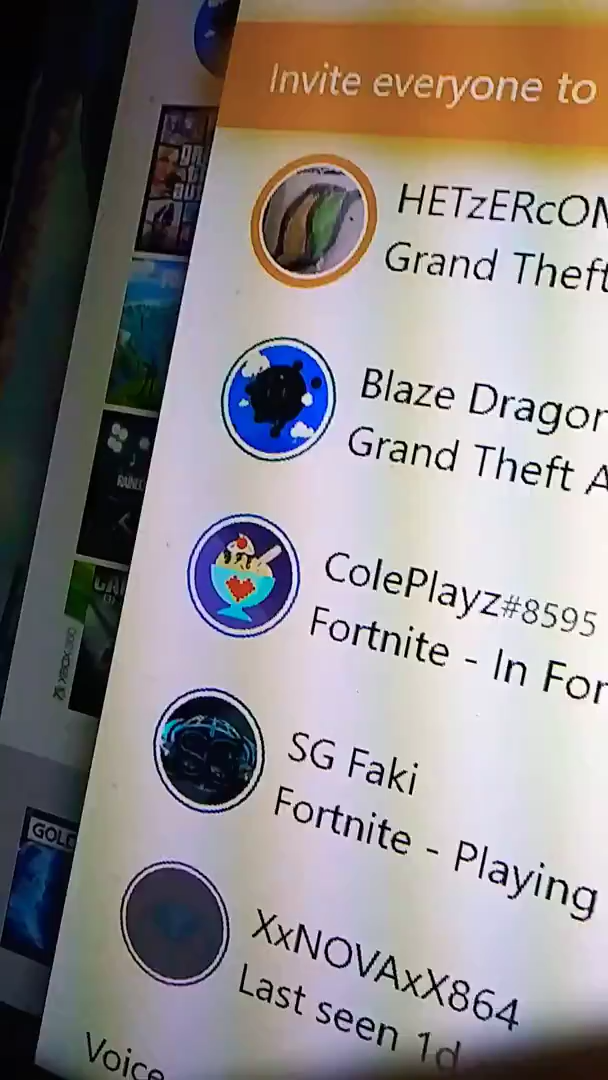 Invite everyone to
HETzERcON
Grand Theft
Blaze Dragon
Grand Theft A
ColePlayz#8595
Fortnite - In For
SG Faki
Fortnite - Playing
XxNOVAxX864
Last seen 1d
Voice
XBOX 360
GOLD